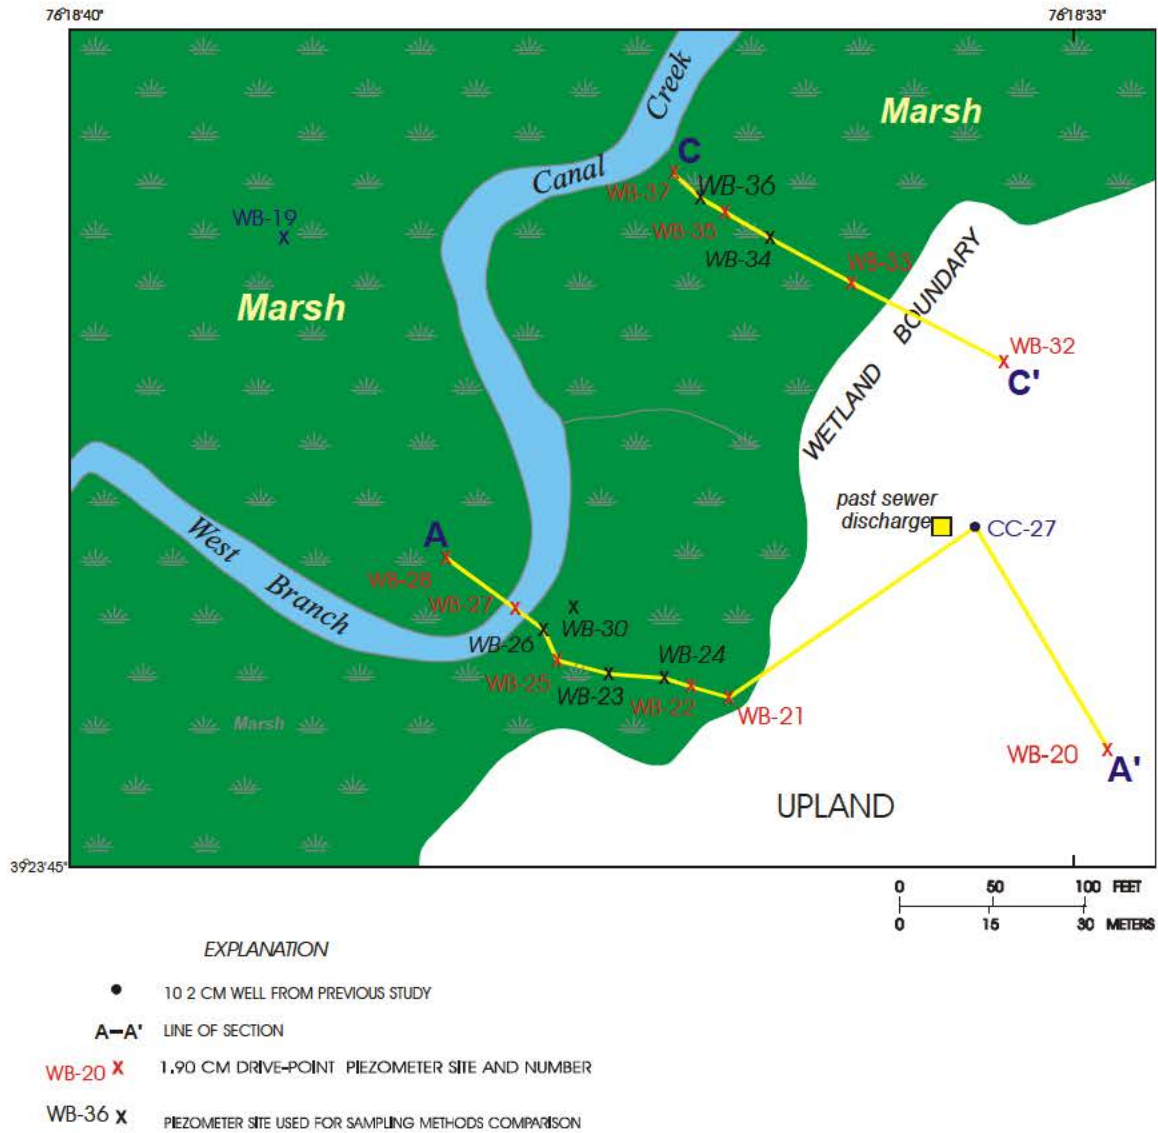 76°18'40"
76°18'33"
Canal Creek
Marsh
C
WB-37
WB-36
WB-35
WB-34
WB-33
WB-19
Marsh
WETLAND BOUNDARY
WB-32
C'
past sewer
discharge
CC-27
A
West Branch
WB-28
WB-27
WB-26
WB-30
WB-25
WB-23
WB-24
WB-22
WB-21
Marsh
WB-20
A'
UPLAND
39°23'45"
0 50 100 FEET
0 15 30 METERS
EXPLANATION
10 2 CM WELL FROM PREVIOUS STUDY
A–A' LINE OF SECTION
WB-20 X 1.90 CM DRIVE-POINT PIEZOMETER SITE AND NUMBER
WB-36 X PIEZOMETER SITE USED FOR SAMPLING METHODS COMPARISON